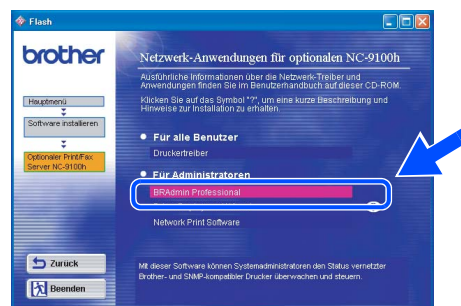 Flash
brother
Netzwerk-Anwendungen für optionalen NC-9100h
Ausführliche Informationen über die Netzwerk-Treiber und
Anwendungen finden Sie im Benutzerhandbuch auf dieser CD-ROM.
Klicken Sie auf das Symbol "?", um eine kurze Beschreibung und
Hinweise zur Installation zu erhalten.
Hauptmenü
Software installieren
Optionaler Print/Fax
Server NC-9100h
Für alle Benutzer
Druckertreiber
Für Administratoren
BRAdmin Professional
Network Print Software
Mit dieser Software können Systemadministratoren den Status vernetzter
Brother- und SNMP-kompatibler Drucker überwachen und steuern.
Zurück
Beenden